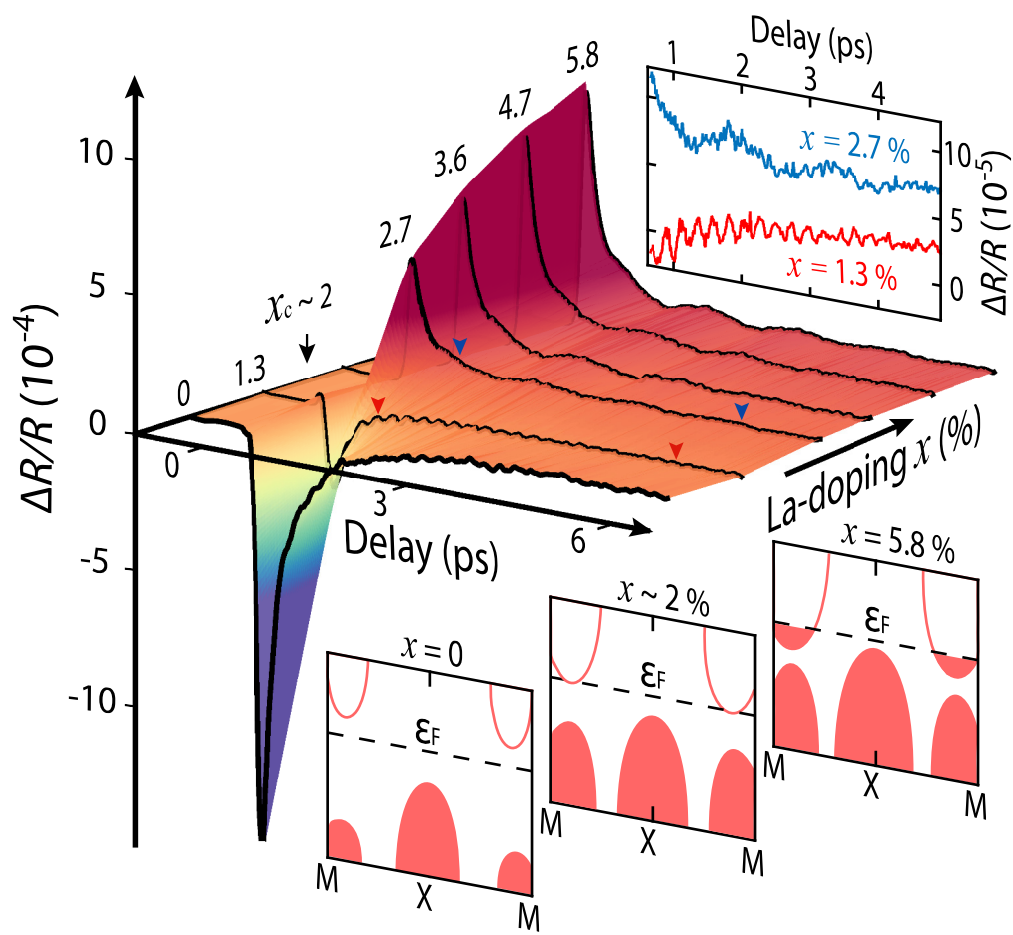 Delay (ps)
1
2
3
4
x = 2.7 %
x = 1.3 %
10
5
0
ΔR/R (10⁻⁵)
5.8
4.7
3.6
2.7
xc ~ 2
1.3
0
10
5
0
-5
-10
ΔR/R (10⁻⁴)
0
3
6
Delay (ps)
La-doping x (%)
x = 0
εF
M
X
M
x ~ 2 %
εF
M
X
M
x = 5.8 %
εF
M
X
M